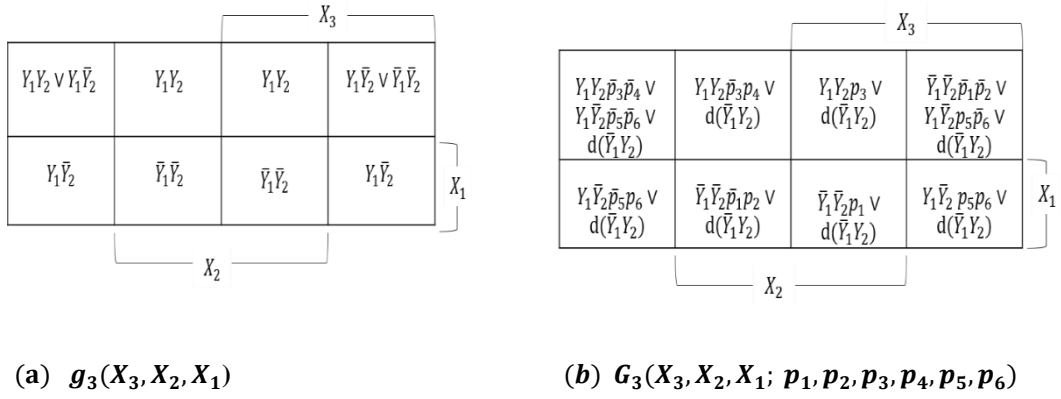 X₃
X₃
Y₁Y₂ ∨ Y₁Ȳ₂
Y₁Y₂
Y₁Y₂
Y₁Ȳ₂ ∨ Ȳ₁Ȳ₂
Y₁Ȳ₂
Ȳ₁Ȳ₂
Ȳ₁Ȳ₂
Y₁Ȳ₂
X₁
X₂
Y₁Y₂p̄₃p̄₄ ∨
Y₁Ȳ₂p̄₅p̄₆ ∨
d(Ȳ₁Y₂)
Y₁Y₂p̄₃p₄ ∨
d(Ȳ₁Y₂)
Y₁Y₂p₃ ∨
d(Ȳ₁Y₂)
Ȳ₁Ȳ₂p̄₁p̄₂ ∨
Y₁Ȳ₂p₅p̄₆ ∨
d(Ȳ₁Y₂)
Y₁Ȳ₂p̄₅p₆ ∨
d(Ȳ₁Y₂)
Ȳ₁Ȳ₂p̄₁p₂ ∨
d(Ȳ₁Y₂)
Ȳ₁Ȳ₂p₁ ∨
d(Ȳ₁Y₂)
Y₁Ȳ₂ p₅p₆ ∨
d(Ȳ₁Y₂)
X₁
X₂
(a) g₃(X₃, X₂, X₁)
(b) G₃(X₃, X₂, X₁; p₁, p₂, p₃, p₄, p₅, p₆)